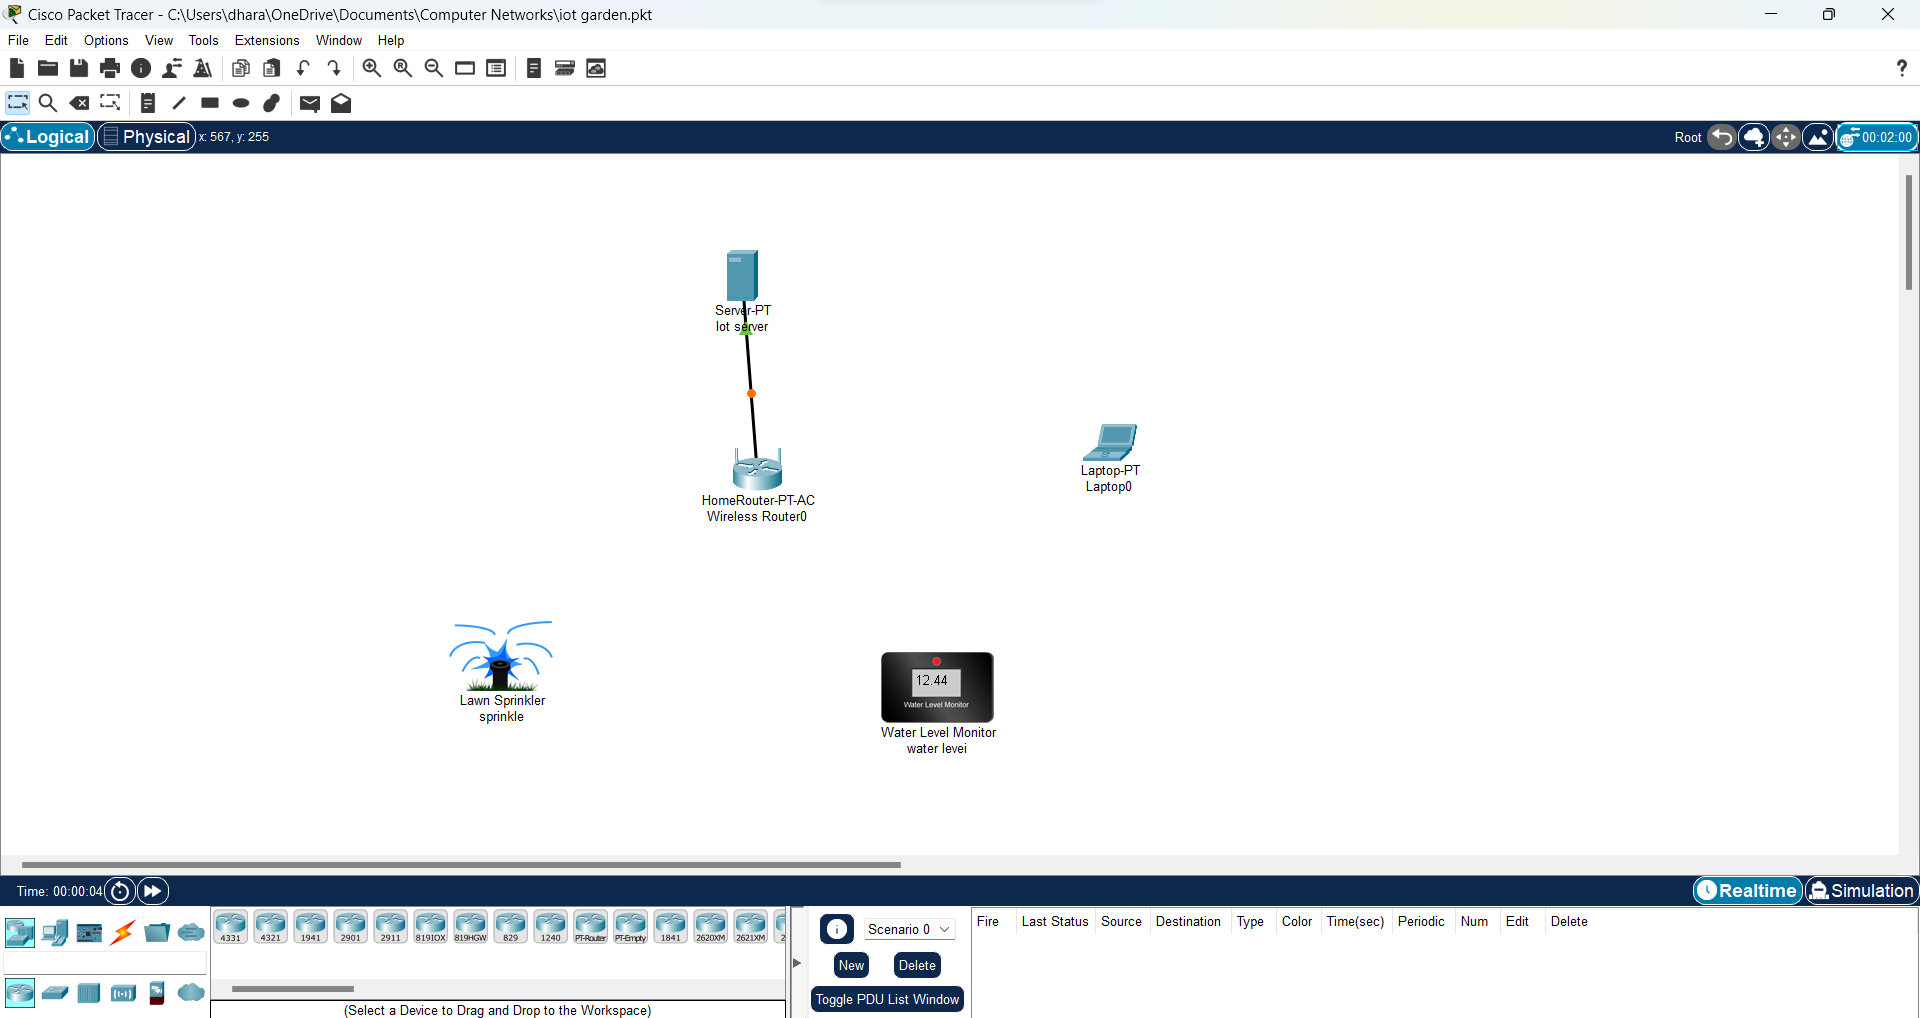 Cisco Packet Tracer - C:\Users\dhara\OneDrive\Documents\Computer Networks\iot garden.pkt
File Edit Options View Tools Extensions Window Help
Logical Physical x: 567, y: 255 Root 00:02:00
Server-PT
Iot server
HomeRouter-PT-AC
Wireless Router0
Laptop-PT
Laptop0
Lawn Sprinkler
sprinkle
12.44
Water Level Monitor
Water Level Monitor
water levei
Time: 00:00:04 Realtime Simulation
4331 4321 1941 2901 2911 819IOX 819HGW 829 1240 PT-Router PT-Empty 1841 2620XM 2621XM 2
(Select a Device to Drag and Drop to the Workspace)
Scenario 0
New Delete
Toggle PDU List Window
Fire Last Status Source Destination Type Color Time(sec) Periodic Num Edit Delete